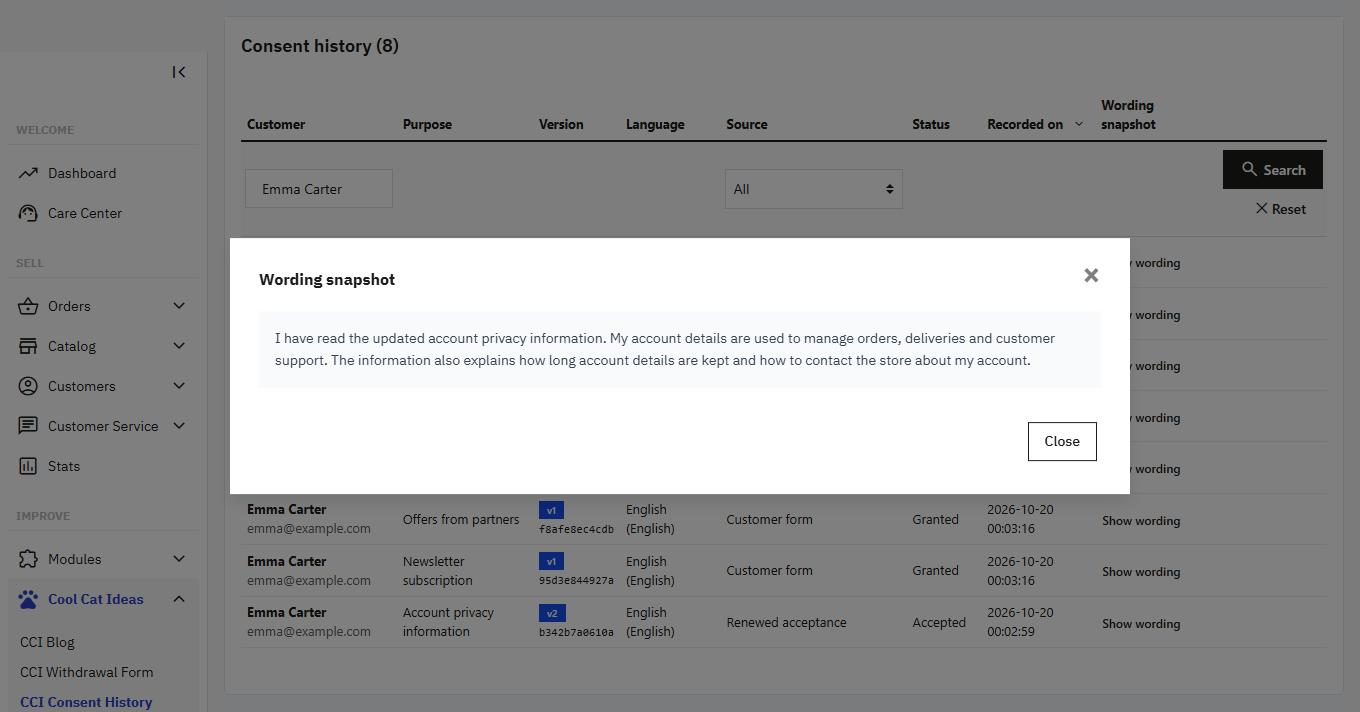 Consent history (8)
WELCOME
Dashboard
Care Center
SELL
Orders
Catalog
Customers
Customer Service
Stats
IMPROVE
Modules
Cool Cat Ideas
CCI Blog
CCI Withdrawal Form
CCI Consent History
Customer Purpose Version Language Source Status Recorded on Wording snapshot
Emma Carter All Search
Reset
wording
wording
wording
wording
wording
Wording snapshot
I have read the updated account privacy information. My account details are used to manage orders, deliveries and customer
support. The information also explains how long account details are kept and how to contact the store about my account.
Close
Emma Carter v1 English 2026-10-20
emma@example.com Offers from partners f8afe8ec4cdb (English) Customer form Granted 00:03:16 Show wording
Emma Carter Newsletter v1 English 2026-10-20
emma@example.com subscription 95d3e844927a (English) Customer form Granted 00:03:16 Show wording
Emma Carter Account privacy v2 English 2026-10-20
emma@example.com information b342b7a0610a (English) Renewed acceptance Accepted 00:02:59 Show wording